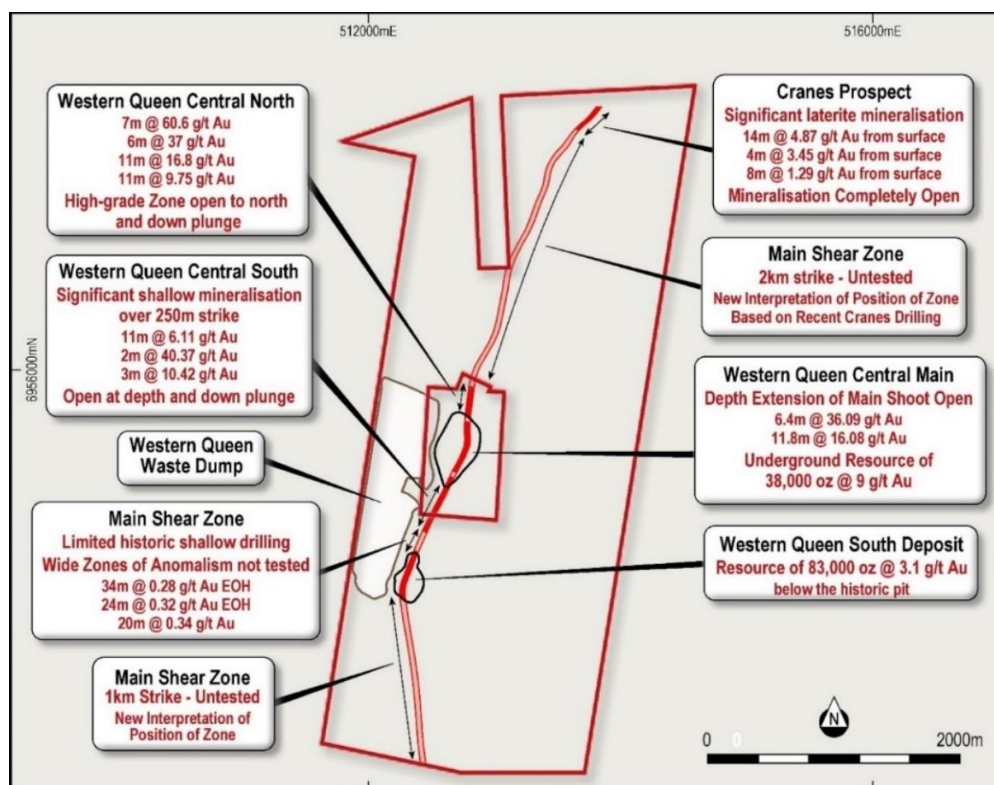 512000mE
516000mE
6956000mN
Western Queen Central North
7m @ 60.6 g/t Au
6m @ 37 g/t Au
11m @ 16.8 g/t Au
11m @ 9.75 g/t Au
High-grade Zone open to north
and down plunge
Western Queen Central South
Significant shallow mineralisation
over 250m strike
11m @ 6.11 g/t Au
2m @ 40.37 g/t Au
3m @ 10.42 g/t Au
Open at depth and down plunge
Western Queen
Waste Dump
Main Shear Zone
Limited historic shallow drilling
Wide Zones of Anomalism not tested
34m @ 0.28 g/t Au EOH
24m @ 0.32 g/t Au EOH
20m @ 0.34 g/t Au
Main Shear Zone
1km Strike - Untested
New Interpretation of
Position of Zone
Cranes Prospect
Significant laterite mineralisation
14m @ 4.87 g/t Au from surface
4m @ 3.45 g/t Au from surface
8m @ 1.29 g/t Au from surface
Mineralisation Completely Open
Main Shear Zone
2km strike - Untested
New Interpretation of Position of Zone
Based on Recent Cranes Drilling
Western Queen Central Main
Depth Extension of Main Shoot Open
6.4m @ 36.09 g/t Au
11.8m @ 16.08 g/t Au
Underground Resource of
38,000 oz @ 9 g/t Au
Western Queen South Deposit
Resource of 83,000 oz @ 3.1 g/t Au
below the historic pit
N
0 0 2000m